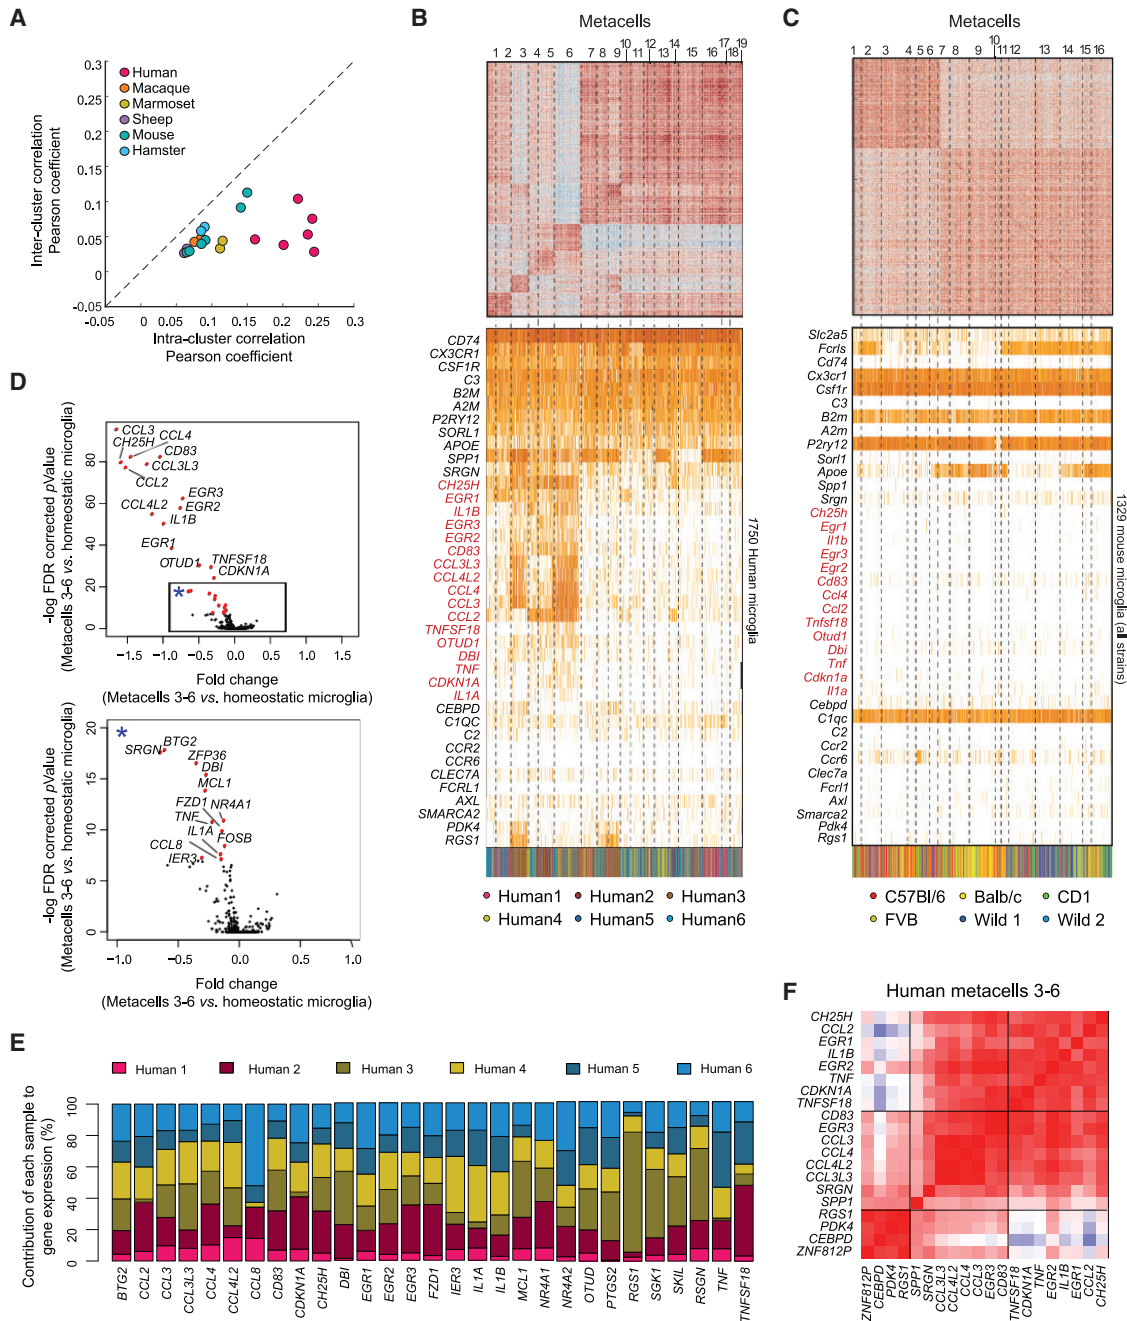 A
Inter-cluster correlation
Pearson coefficient
0.3
0.2
0.15
0.1
0.05
0
-0.05
Human
Macaque
Marmoset
Sheep
Mouse
Hamster
-0.05 0 0.1 0.15 0.2 0.25 0.3
Intra-cluster correlation
Pearson coefficient
B
Metacells
1 2 3 4 5 6 7 8 9 10 11 12 13 14 15 16 17 18 19
CD74
CX3CR1
CSF1R
C3
B2M
A2M
P2RY12
SORL1
APOE
SPP1
SRGN
CH25H
EGR1
IL1B
EGR3
EGR2
CD83
CCL3L3
CCL4L2
CCL4
CCL3
CCL2
TNFSF18
OTUD1
DBI
TNF
CDKN1A
IL1A
CEBPD
C1QC
C2
CCR2
CCR6
CLEC7A
FCRL1
AXL
SMARCA2
PDK4
RGS1
1750 Human microglia
Human1 Human2 Human3
Human4 Human5 Human6
C
Metacells
1 2 3 4 5 6 7 8 9 10 11 12 13 14 15 16
Slc2a5
Fcrls
Cd74
Cx3cr1
Csf1r
C3
B2m
A2m
P2ry12
Sorl1
Apoe
Spp1
Srgn
Ch25h
Egr1
Il1b
Egr3
Egr2
Cd83
Ccl4
Ccl2
Tnfsf18
Otud1
Dbi
Tnf
Cdkn1a
Il1a
Cebpd
C1qc
C2
Ccr2
Ccr6
Clec7a
Fcrl1
Axl
Smarca2
Pdk4
Rgs1
1329 mouse microglia (all strains)
C57Bl/6 Balb/c CD1
FVB Wild 1 Wild 2
D
-log FDR corrected pValue
(Metacells 3-6 vs. homeostatic microglia)
80
60
40
20
0
CCL3
CH25H
CCL4
CD83
CCL3L3
CCL2
EGR3
CCL4L2
EGR2
IL1B
EGR1
OTUD1
TNFSF18
CDKN1A
*
-1.5 -1.0 -0.5 0.0 0.5 1.0 1.5
Fold change
(Metacells 3-6 vs. homeostatic microglia)
-log FDR corrected pValue
(Metacells 3-6 vs. homeostatic microglia)
20
15
10
5
0
*
SRGN
BTG2
ZFP36
DBI
MCL1
FZD1
NR4A1
TNF
IL1A
FOSB
CCL8
IER3
-1.0 -0.5 0.0 0.5 1.0
Fold change
(Metacells 3-6 vs. homeostatic microglia)
E
Human 1 Human 2 Human 3 Human 4 Human 5 Human 6
Contribution of each sample to
gene expression (%)
100
80
60
40
20
0
BTG2 CCL2 CCL3 CCL3L3 CCL4 CCL4L2 CCL8 CD83 CDKN1A CH25H DBI EGR1 EGR2 EGR3 FZD1 IER3 IL1A IL1B MCL1 NR4A1 NR4A2 OTUD PTGS2 RGS1 SGK1 SKIL RSGN TNF TNFSF18
F
Human metacells 3-6
CH25H
CCL2
EGR1
IL1B
EGR2
TNF
CDKN1A
TNFSF18
CD83
EGR3
CCL3
CCL4
CCL4L2
CCL3L3
SRGN
SPP1
RGS1
PDK4
CEBPD
ZNF812P
ZNF812P CEBPD PDK4 RGS1 SPP1 SRGN CCL3L3 CCL4L2 CCL4 CCL3 EGR3 CD83 TNFSF18 CDKN1A TNF EGR2 IL1B EGR1 CCL2 CH25H